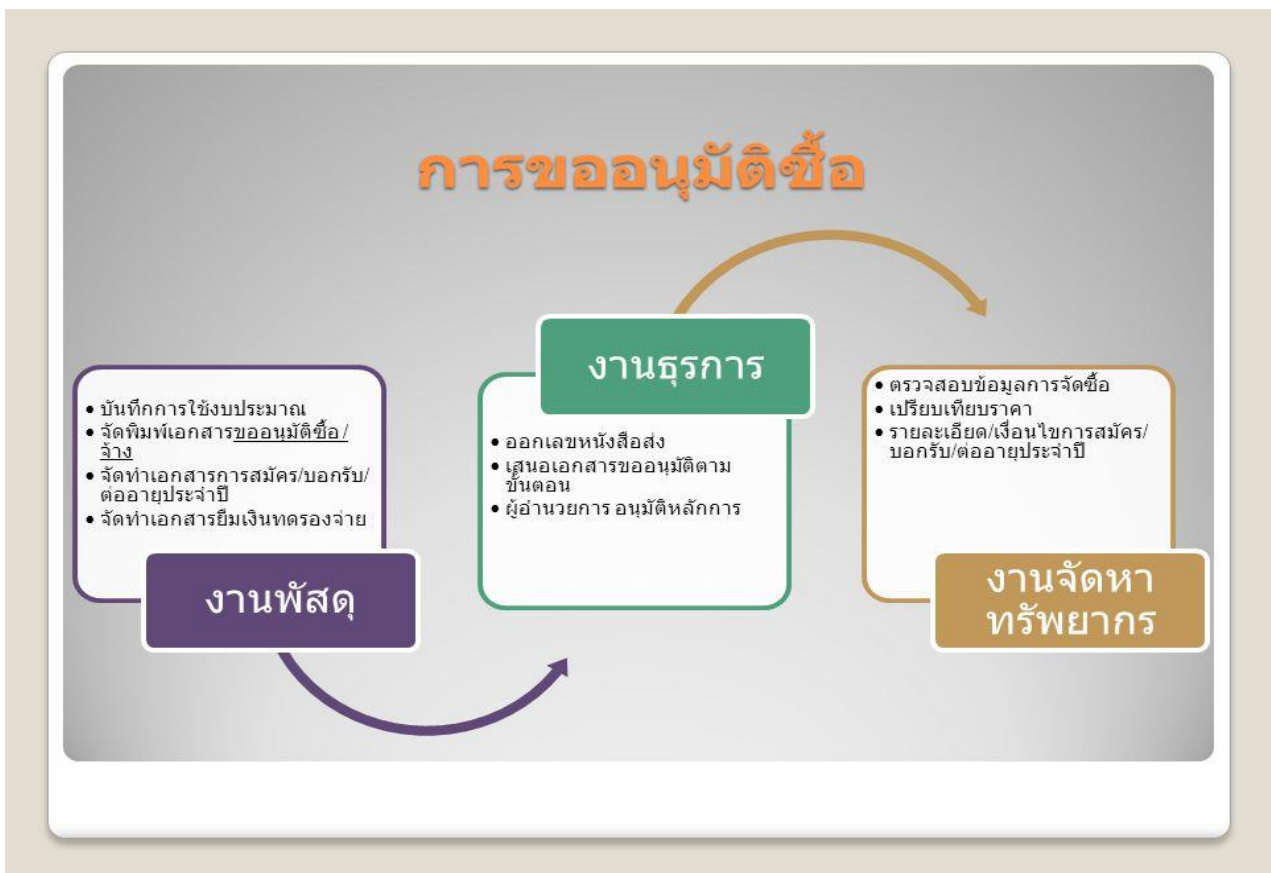 การขออนุมัติซื้อ
• บันทึกการใช้งบประมาณ
• จัดพิมพ์เอกสารขออนุมัติซื้อ/
จ้าง
• จัดทำเอกสารการสมัคร/บอกรับ/
ต่ออายุประจำปี
• จัดทำเอกสารยืมเงินทดรองจ่าย
งานพัสดุ
งานธุรการ
• ออกเลขหนังสือส่ง
• เสนอเอกสารขออนุมัติตาม
ขั้นตอน
• ผู้อำนวยการ อนุมัติหลักการ
• ตรวจสอบข้อมูลการจัดซื้อ
• เปรียบเทียบราคา
• รายละเอียด/เงื่อนไขการสมัคร/
บอกรับ/ต่ออายุประจำปี
งานจัดหา
ทรัพยากร